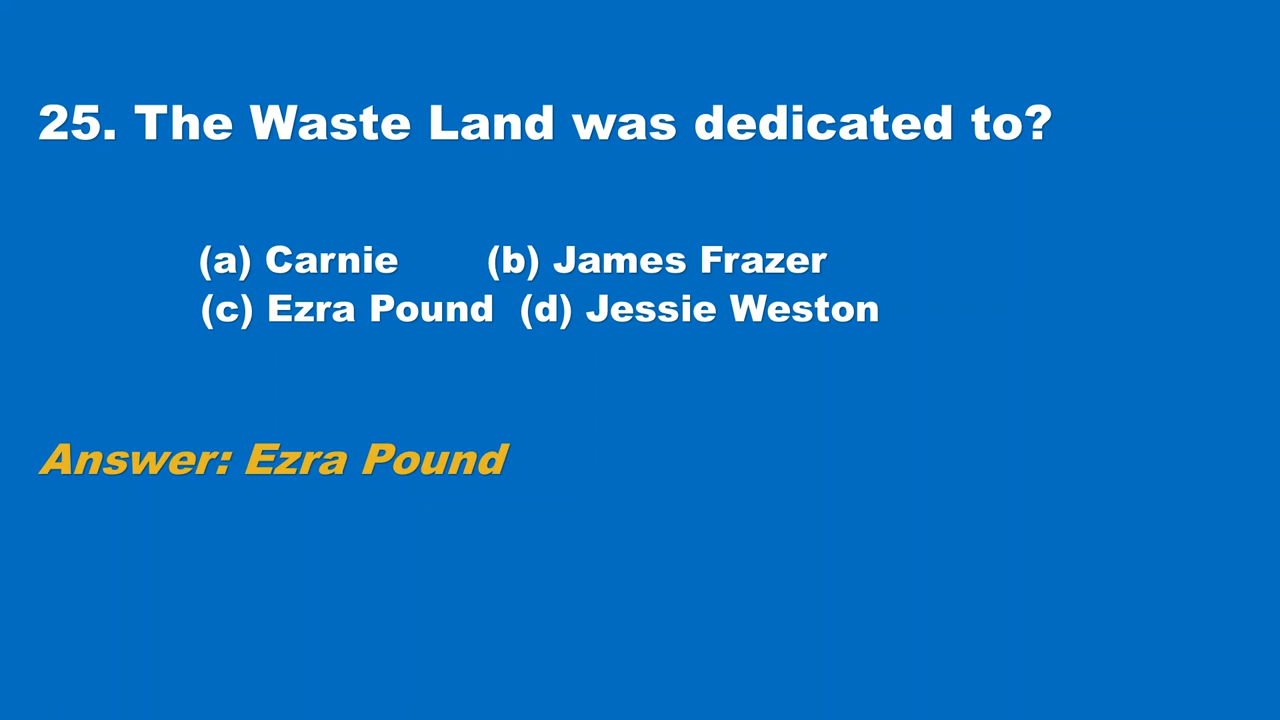 25. The Waste Land was dedicated to?
(a) Carnie (b) James Frazer
(c) Ezra Pound (d) Jessie Weston
Answer: Ezra Pound